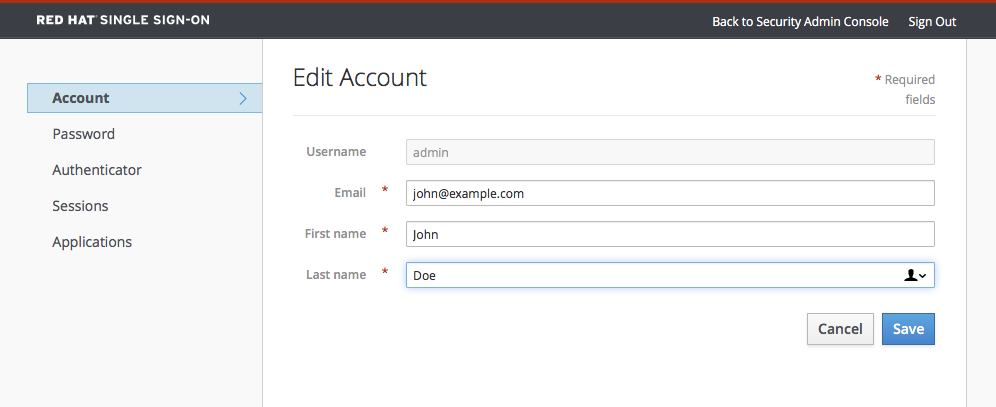 RED HAT® SINGLE SIGN-ON
Back to Security Admin Console Sign Out
Account
Password
Authenticator
Sessions
Applications
Edit Account
* Required
fields
Username admin
Email * john@example.com
First name * John
Last name * Doe
Cancel Save